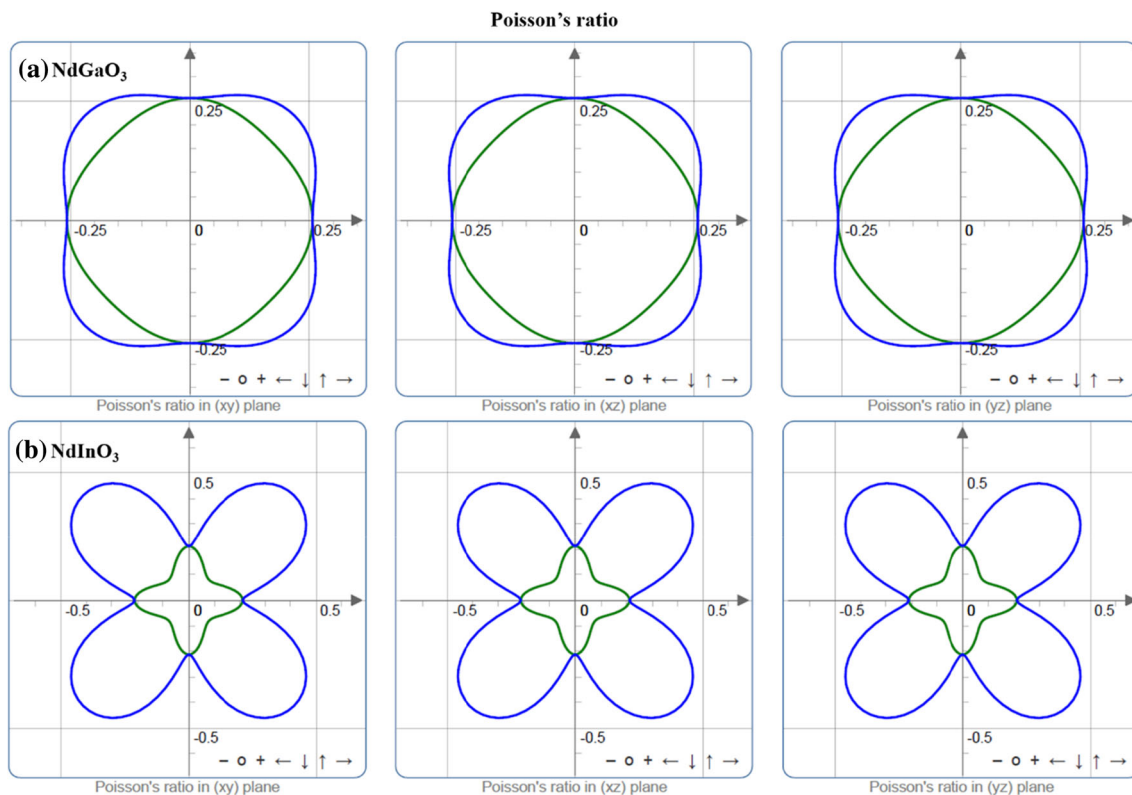 Poisson's ratio
(a) NdGaO₃
0.25
-0.25 0 0.25
-0.25
− o + ← ↓ ↑ →
Poisson's ratio in (xy) plane
0.25
-0.25 0 0.25
-0.25
− o + ← ↓ ↑ →
Poisson's ratio in (xz) plane
0.25
-0.25 0 0.25
-0.25
− o + ← ↓ ↑ →
Poisson's ratio in (yz) plane
(b) NdInO₃
0.5
-0.5 0 0.5
-0.5
− o + ← ↓ ↑ →
Poisson's ratio in (xy) plane
0.5
-0.5 0 0.5
-0.5
− o + ← ↓ ↑ →
Poisson's ratio in (xz) plane
0.5
-0.5 0 0.5
-0.5
− o + ← ↓ ↑ →
Poisson's ratio in (yz) plane